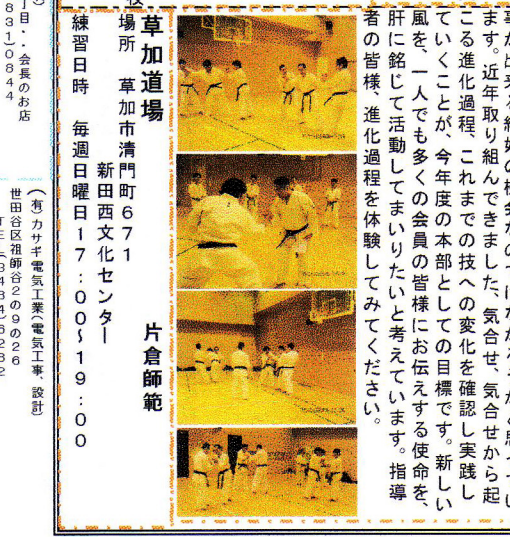 ます。近年取り組んできました、気合せ、気合せから起
こる進化過程、これまでの技への変化を確認し実践し
ていくことが、今年度の本部としての目標です。新しい
風を、一人でも多くの会員の皆様にお伝えする使命を、
肝に銘じて活動してまいりたいと考えています。指導
者の皆様、進化過程を体験してみてください。
草加道場 片倉師範
場所 草加市清門町671
新田西文化センター
練習日時 毎週日曜日17:00~19:00
目・・会長のお店
831)0844
(有)カサギ電気工業(電気工事、設計)
世田谷区祖師谷2の9の26